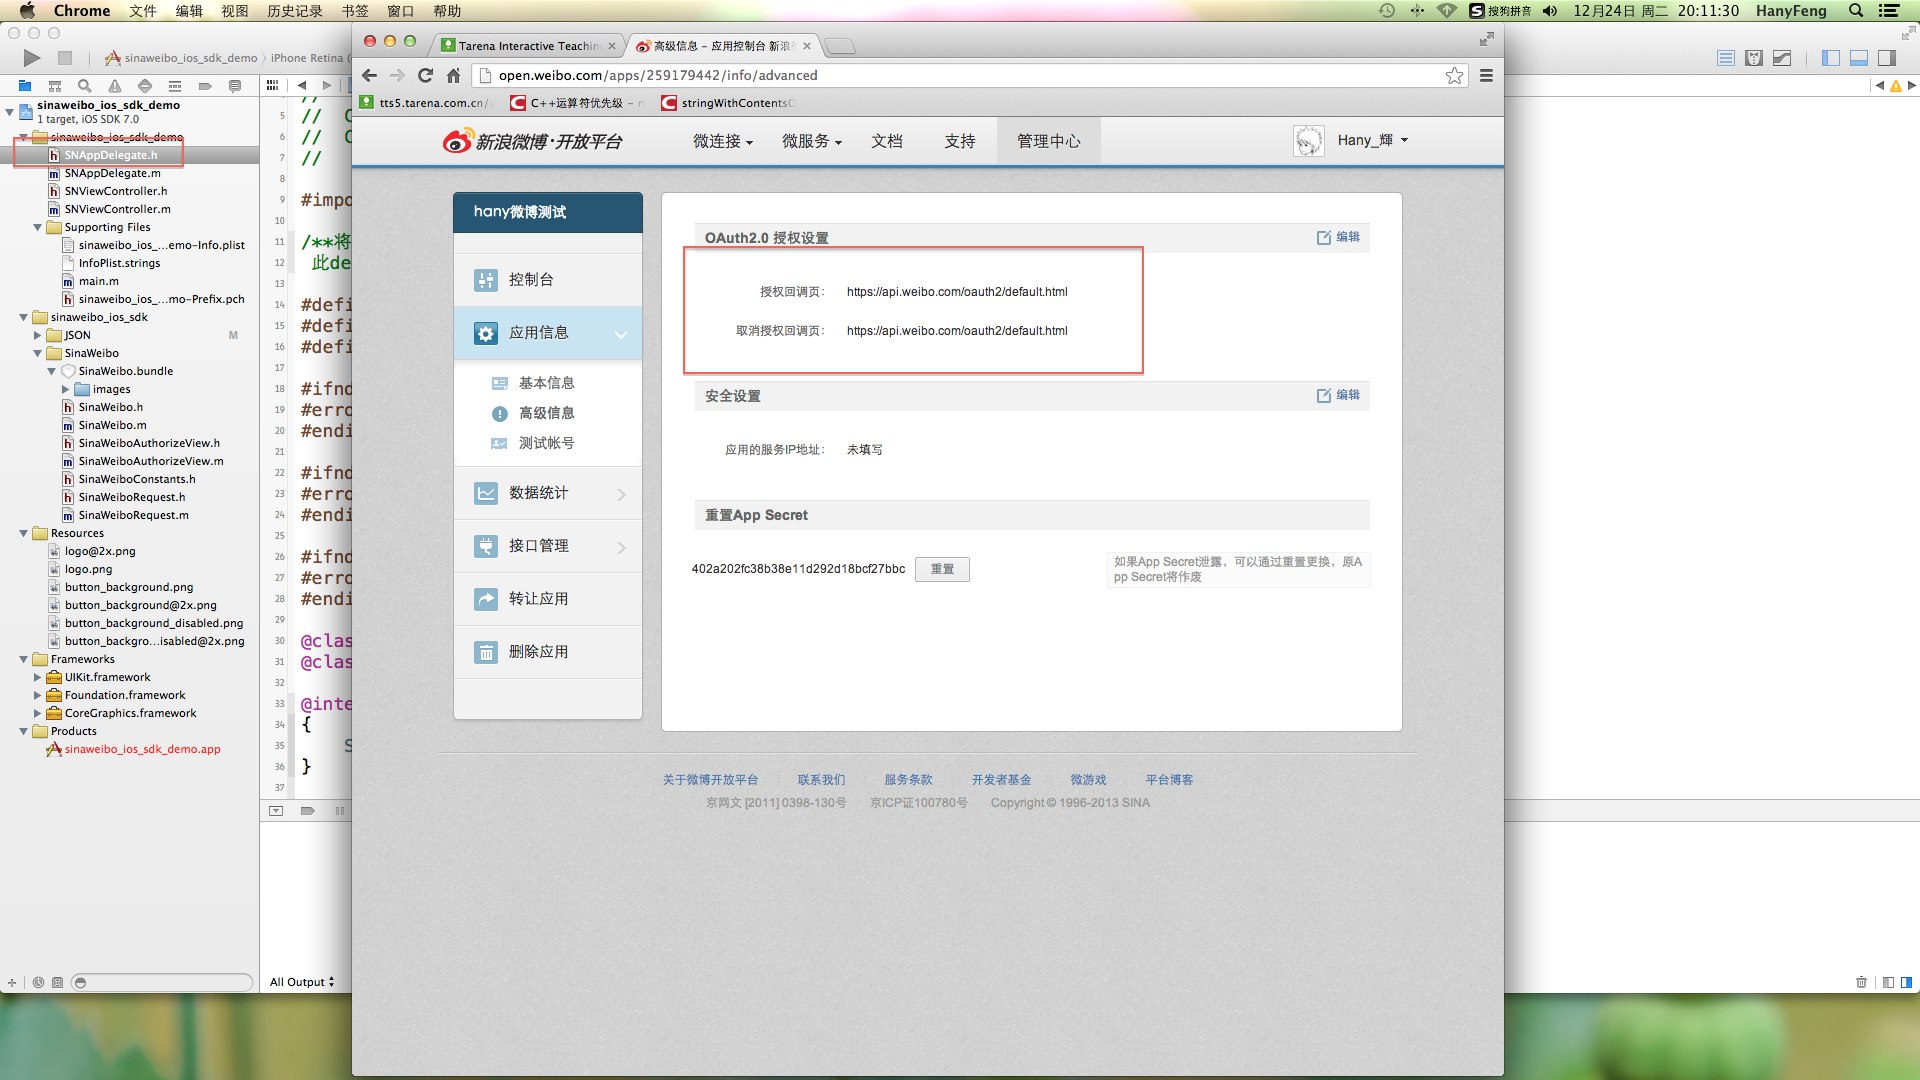 Chrome 文件 编辑 视图 历史记录 书签 窗口 帮助
搜狗拼音 12月24日 周二 20:11:30 HanyFeng
sinaweibo_ios_sdk_demo 〉 iPhone Retina (
Tarena Interactive Teachin
高级信息 – 应用控制台 新浪
open.weibo.com/apps/259179442/info/advanced
tts5.tarena.com.cn/
C++运算符优先级 –
stringWithContentsO
sinaweibo_ios_sdk_demo
1 target, iOS SDK 7.0
sinaweibo_ios_sdk_demo
SNAppDelegate.h
SNAppDelegate.m
SNViewController.h
SNViewController.m
Supporting Files
sinaweibo_ios_...emo-Info.plist
InfoPlist.strings
main.m
sinaweibo_ios_...mo-Prefix.pch
sinaweibo_ios_sdk
JSON M
SinaWeibo
SinaWeibo.bundle
images
SinaWeibo.h
SinaWeibo.m
SinaWeiboAuthorizeView.h
SinaWeiboAuthorizeView.m
SinaWeiboConstants.h
SinaWeiboRequest.h
SinaWeiboRequest.m
Resources
logo@2x.png
logo.png
button_background.png
button_background@2x.png
button_background_disabled.png
button_backgro...isabled@2x.png
Frameworks
UIKit.framework
Foundation.framework
CoreGraphics.framework
Products
sinaweibo_ios_sdk_demo.app
5 // C
6 // C
7 //
8
9 #impo
10
11 /**将
12 此de
13
14 #defi
15 #defi
16 #defi
17
18 #ifnd
19 #erro
20 #endi
21
22 #ifnd
23 #erro
24 #endi
25
26 #ifnd
27 #erro
28 #endi
29
30 @clas
31 @clas
32
33 @inte
34 {
35 S
36 }
37
All Output
新浪微博·开放平台
微连接 微服务 文档 支持 管理中心
Hany_輝
hany微博测试
控制台
应用信息
基本信息
高级信息
测试帐号
数据统计
接口管理
转让应用
删除应用
OAuth2.0 授权设置 编辑
授权回调页： https://api.weibo.com/oauth2/default.html
取消授权回调页： https://api.weibo.com/oauth2/default.html
安全设置 编辑
应用的服务IP地址： 未填写
重置App Secret
402a202fc38b38e11d292d18bcf27bbc 重置
如果App Secret泄露，可以通过重置更换，原A
pp Secret将作废
关于微博开放平台 联系我们 服务条款 开发者基金 微游戏 平台博客
京网文 [2011] 0398-130号 京ICP证100780号 Copyright © 1996-2013 SINA